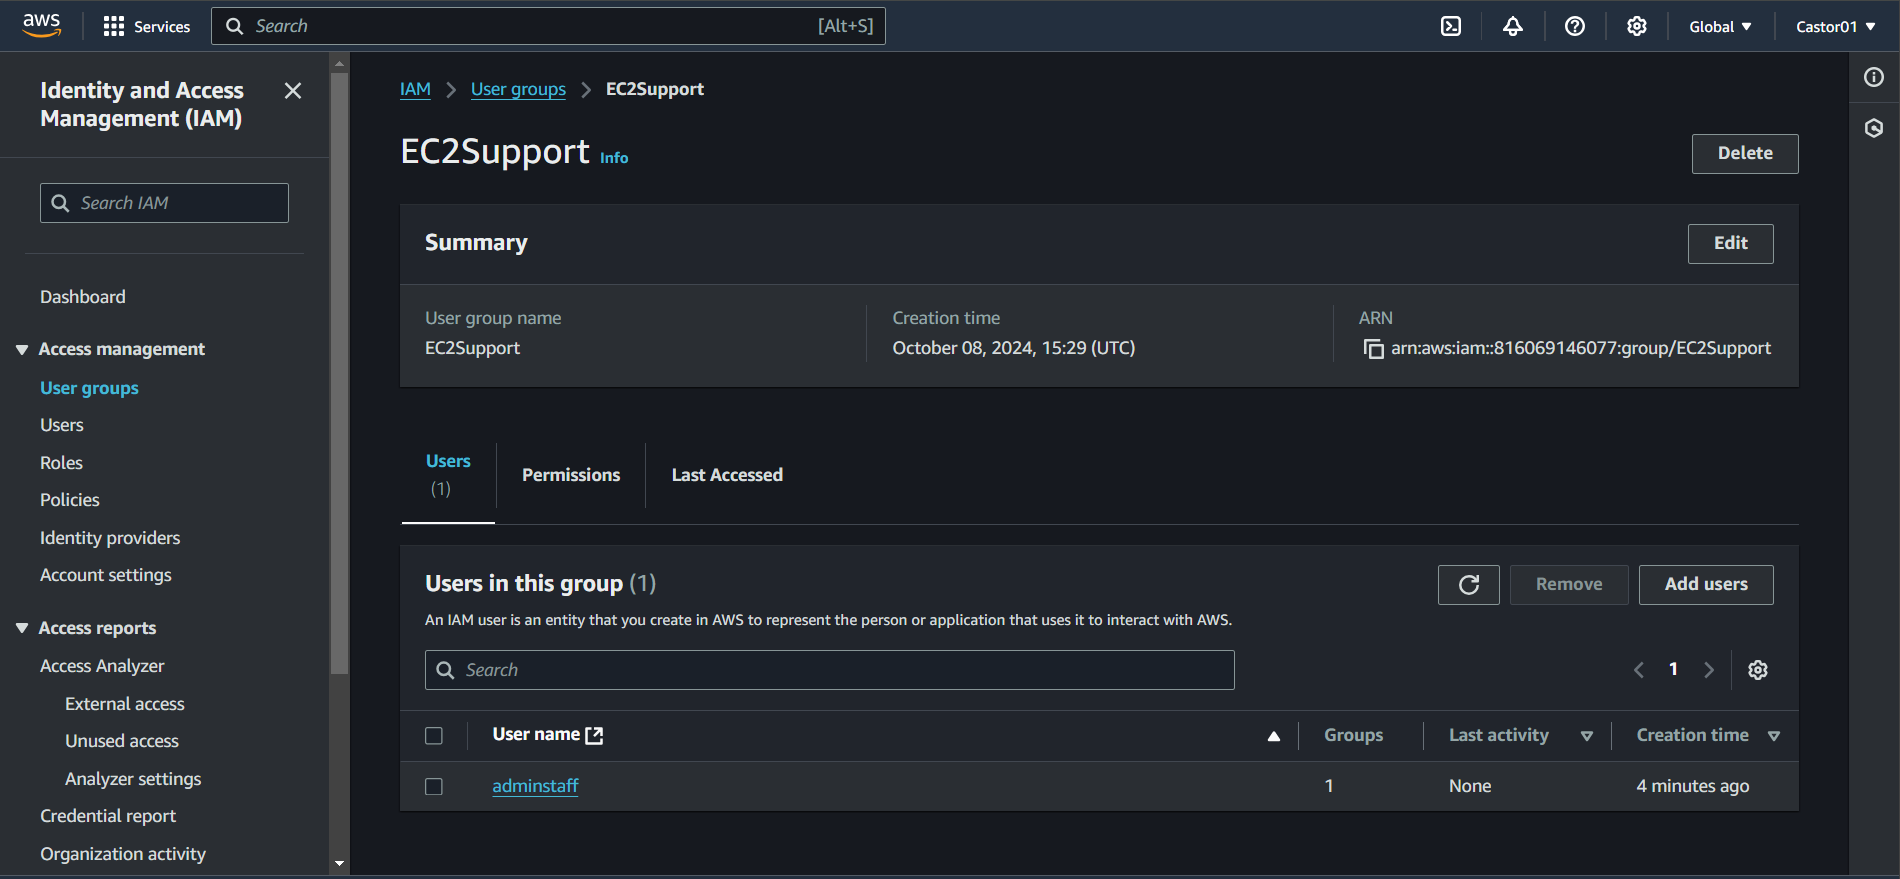 aws
Services
Search
[Alt+S]
Global
Castor01
Identity and Access
Management (IAM)
Search IAM
Dashboard
Access management
User groups
Users
Roles
Policies
Identity providers
Account settings
Access reports
Access Analyzer
External access
Unused access
Analyzer settings
Credential report
Organization activity
IAM > User groups > EC2Support
EC2Support Info
Delete
Summary
Edit
User group name
EC2Support
Creation time
October 08, 2024, 15:29 (UTC)
ARN
arn:aws:iam::816069146077:group/EC2Support
Users
(1)
Permissions
Last Accessed
Users in this group (1)
Remove
Add users
An IAM user is an entity that you create in AWS to represent the person or application that uses it to interact with AWS.
Search
1
User name Groups Last activity Creation time
adminstaff 1 None 4 minutes ago